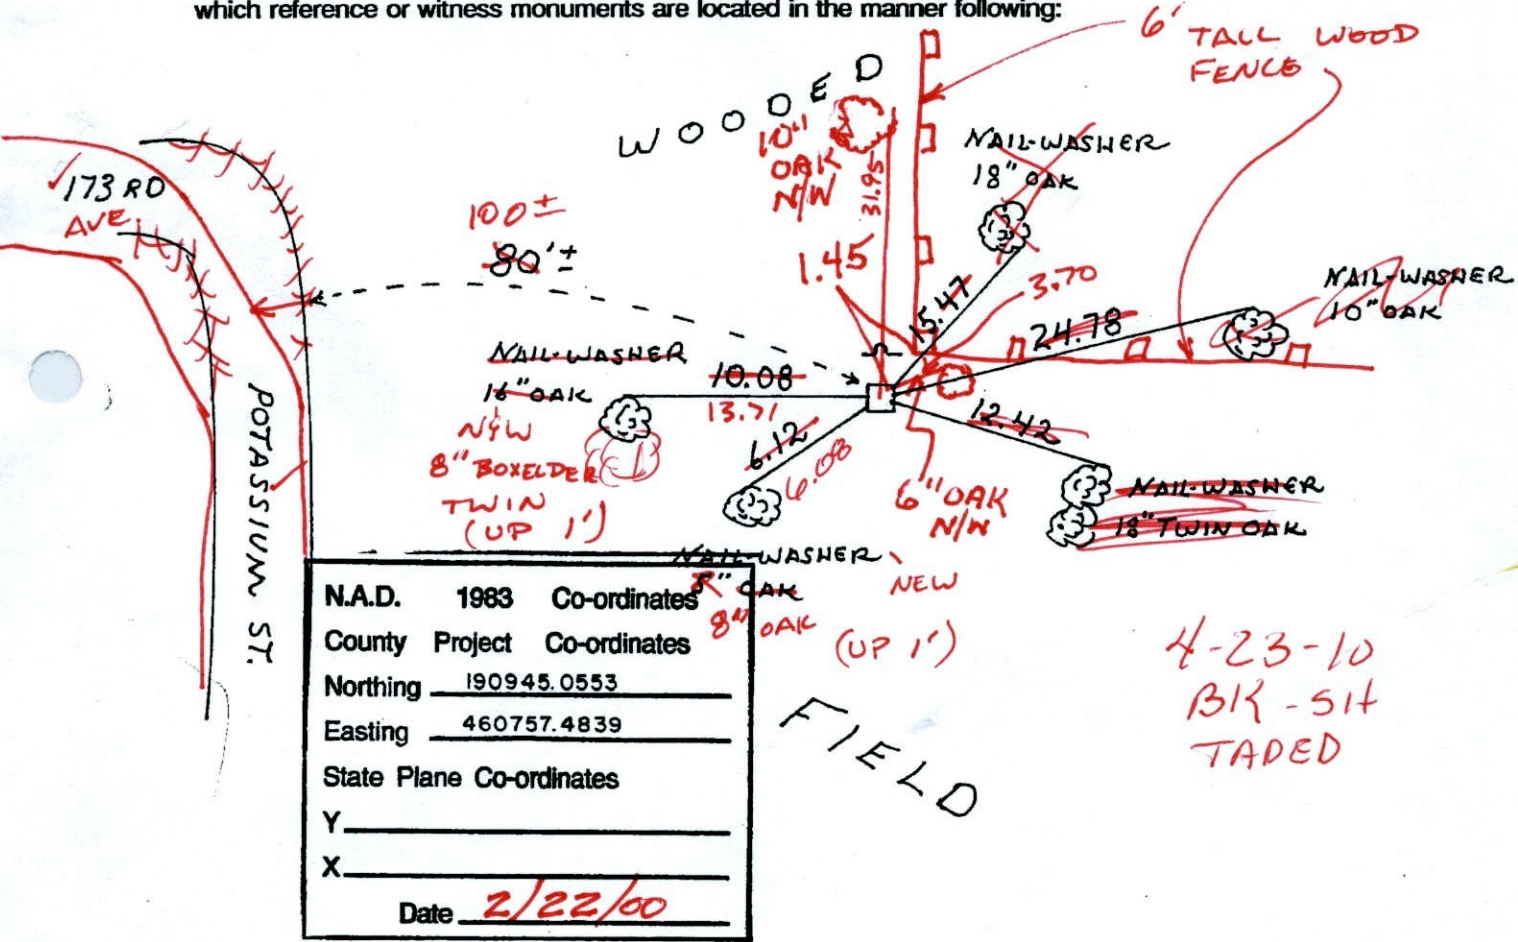 which reference or witness monuments are located in the manner following:
6' TALL WOOD
FENCE
WOODED
10" OAK N/W
31.95
NAIL-WASHER
18" OAK
173 RD
AVE.
100±
80'±
1.45
15.47
3.70
24.78
NAIL-WASHER
10" OAK
NAIL-WASHER
16" OAK
10.08
13.71
N/W
8" BOXELDER
TWIN
(UP 1')
6.12
6.08
12.42
6" OAK
N/W
NAIL-WASHER
18" TWIN OAK
POTASSIUM ST.
NAIL-WASHER
NEW
OAK
8" OAK
(UP 1')
N.A.D. 1983 Co-ordinates
County Project Co-ordinates
Northing 190945.0553
Easting 460757.4839
State Plane Co-ordinates
Y
X
Date 2/22/00
FIELD
4-23-10
BK-SH
TADED